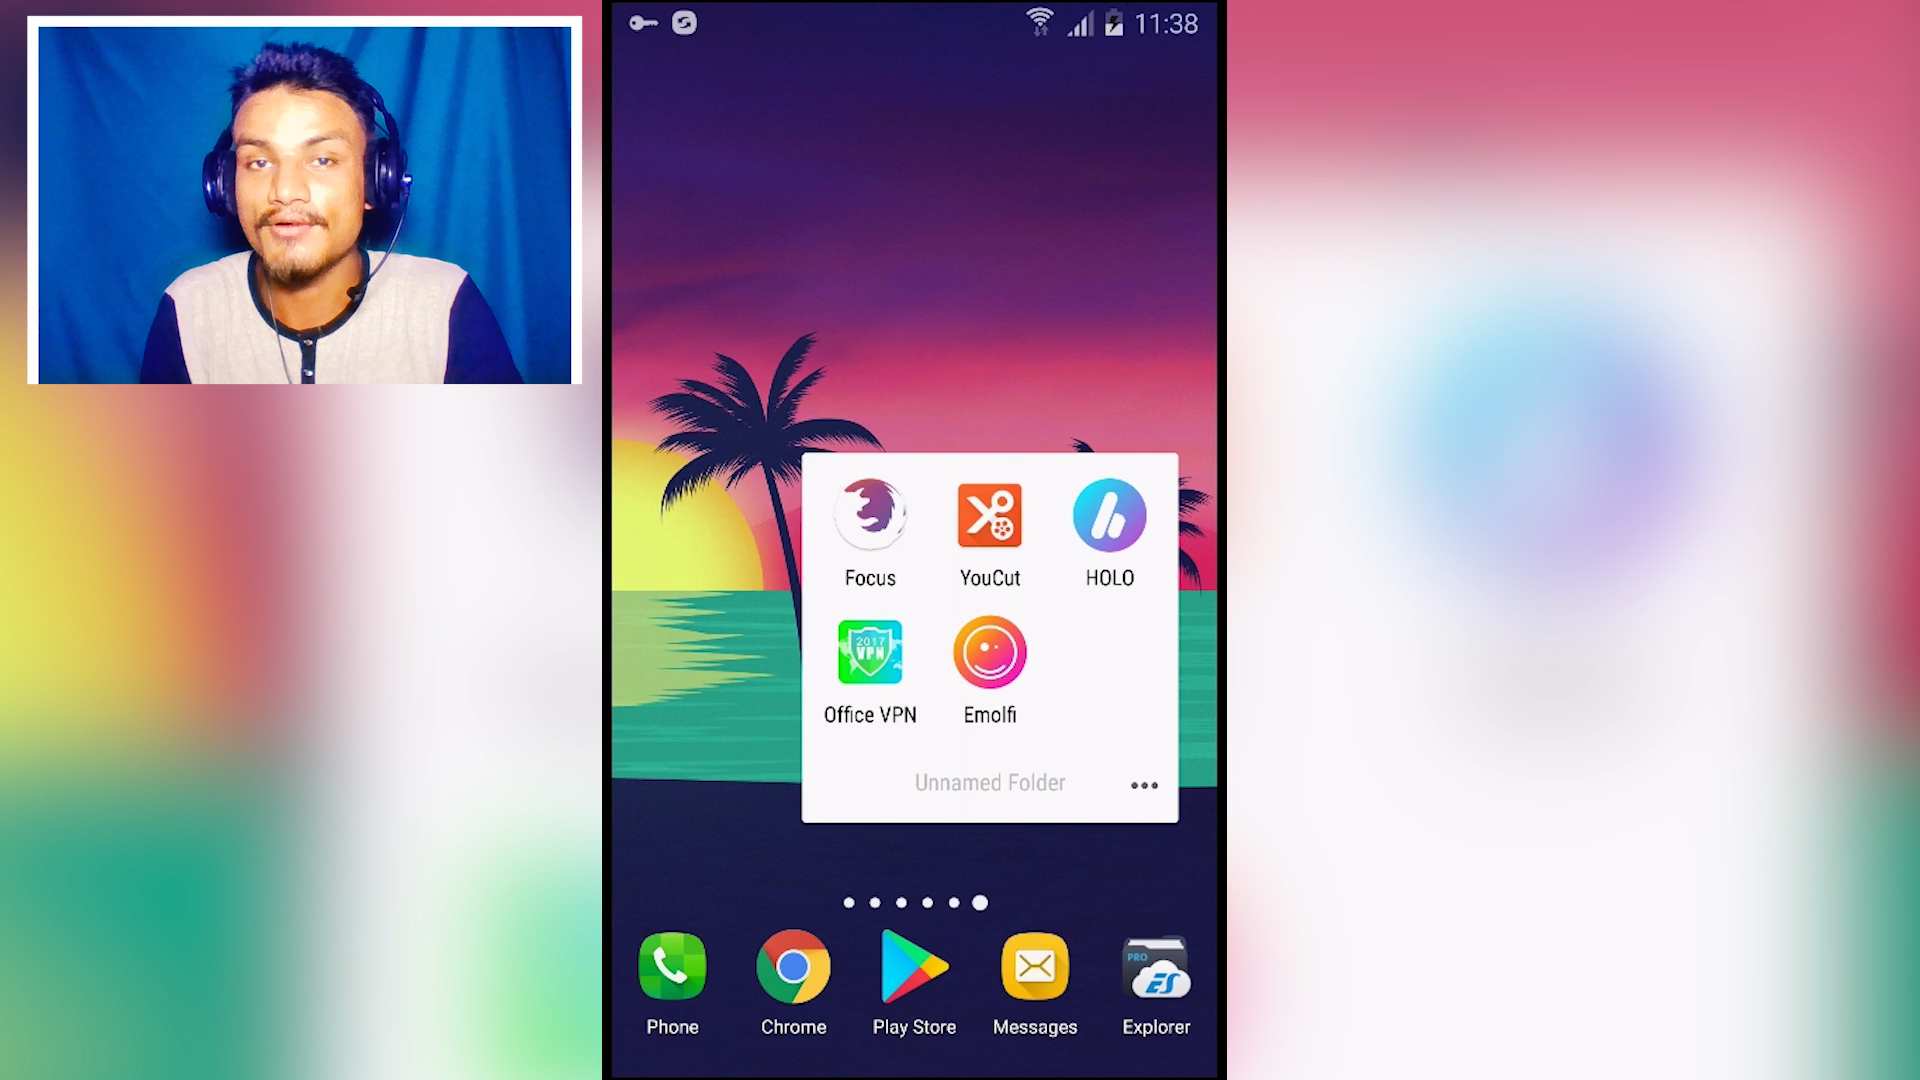 11:38
Focus
YouCut
HOLO
2017
VPN
Office VPN
Emolfi
Unnamed Folder
PRO
ES
Phone
Chrome
Play Store
Messages
Explorer